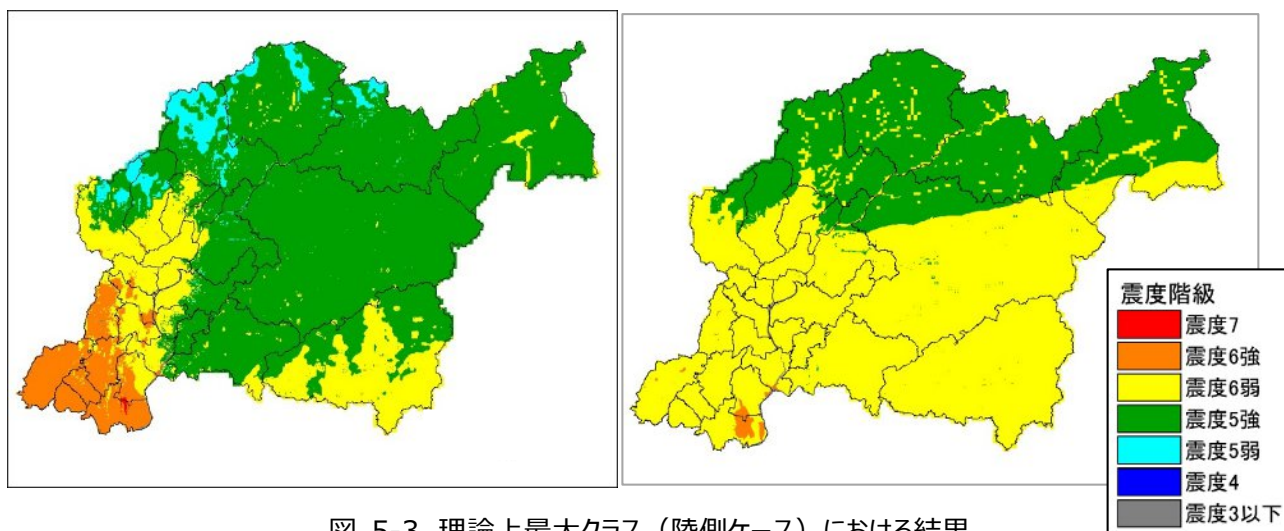 震度階級
震度7
震度6強
震度6弱
震度5強
震度5弱
震度4
震度3以下
図 5-3 理論上最大クラス（陸側ケース）における結果